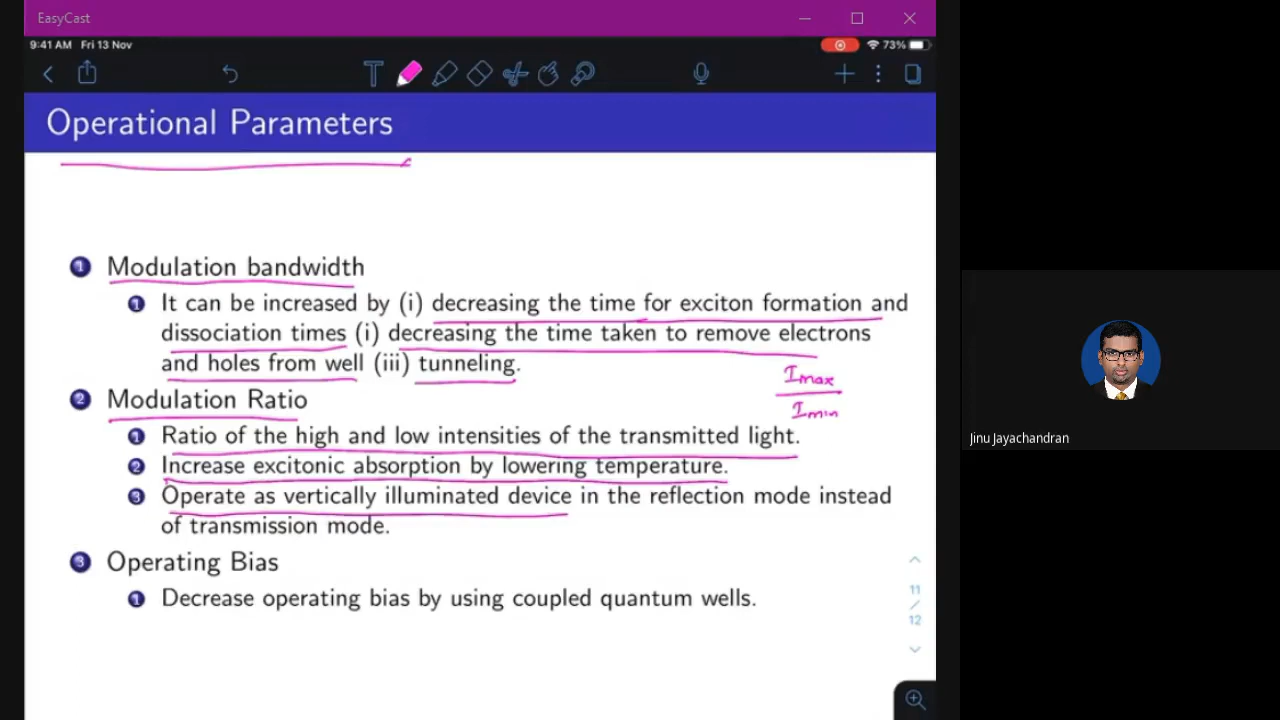 EasyCast
9:41 AM Fri 13 Nov
73%
T
Operational Parameters
1 Modulation bandwidth
1 It can be increased by (i) decreasing the time for exciton formation and
dissociation times (i) decreasing the time taken to remove electrons
and holes from well (iii) tunneling.
Imax
Imin
2 Modulation Ratio
1 Ratio of the high and low intensities of the transmitted light.
2 Increase excitonic absorption by lowering temperature.
3 Operate as vertically illuminated device in the reflection mode instead
of transmission mode.
3 Operating Bias
1 Decrease operating bias by using coupled quantum wells.
11
/
12
Jinu Jayachandran